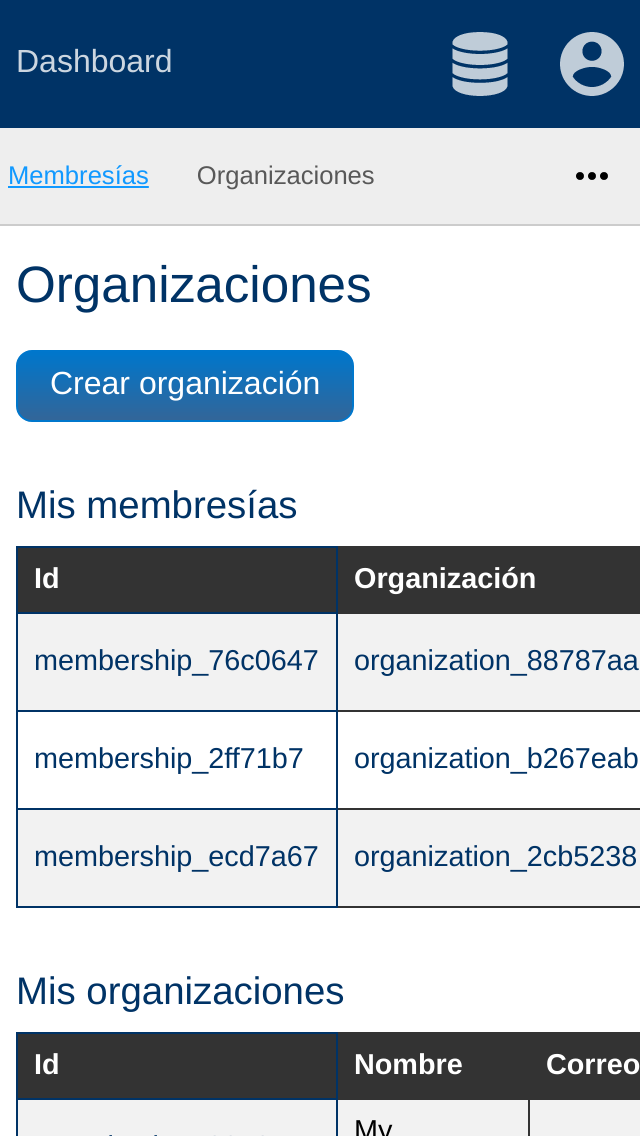 Dashboard
Membresías Organizaciones
Organizaciones
Crear organización
Mis membresías
Id Organización
membership_76c0647 organization_88787aa
membership_2ff71b7 organization_b267eab
membership_ecd7a67 organization_2cb5238
Mis organizaciones
Id Nombre Correo
My